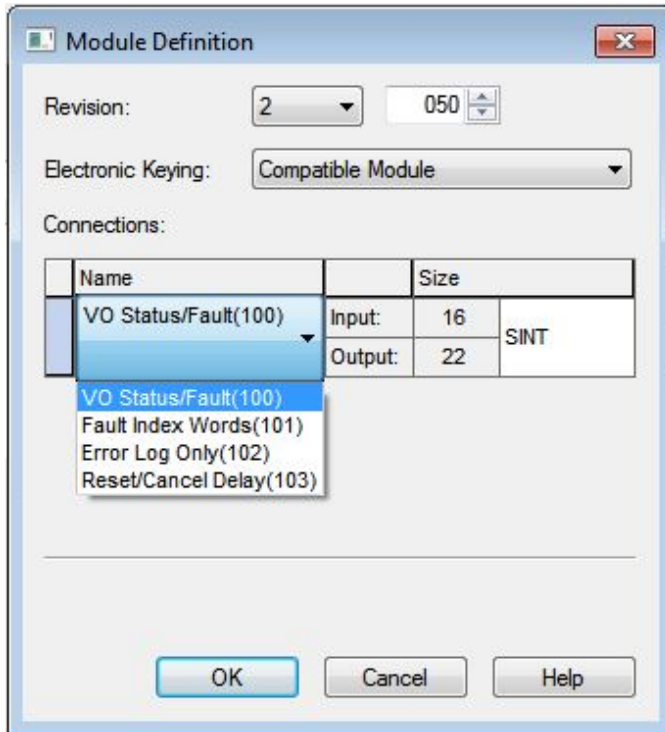 Module Definition
Revision: 2 050
Electronic Keying: Compatible Module
Connections:
Name Size
VO Status/Fault(100) Input: 16 SINT
Output: 22
VO Status/Fault(100)
Fault Index Words(101)
Error Log Only(102)
Reset/Cancel Delay(103)
OK Cancel Help